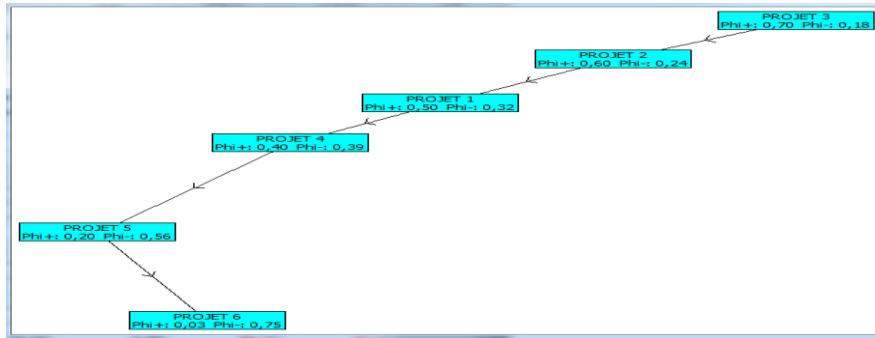 PROJET 3
Phi+: 0,70 Phi-: 0,18
PROJET 2
Phi+: 0,60 Phi-: 0,24
PROJET 1
Phi+: 0,50 Phi-: 0,32
PROJET 4
Phi+: 0,40 Phi-: 0,39
PROJET 5
Phi+: 0,20 Phi-: 0,56
PROJET 6
Phi+: 0,03 Phi-: 0,75